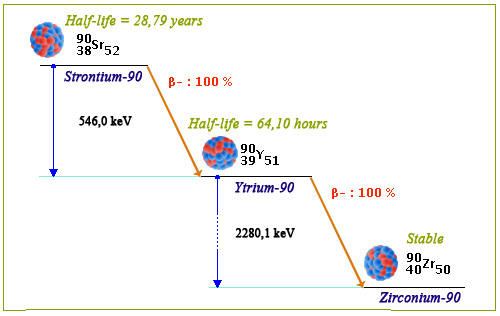 Half-life = 28,79 years
90
38Sr52
Strontium-90
β− : 100 %
546,0 keV
Half-life = 64,10 hours
90
39Y51
Ytrium-90
β− : 100 %
2280,1 keV
Stable
90
40Zr50
Zirconium-90